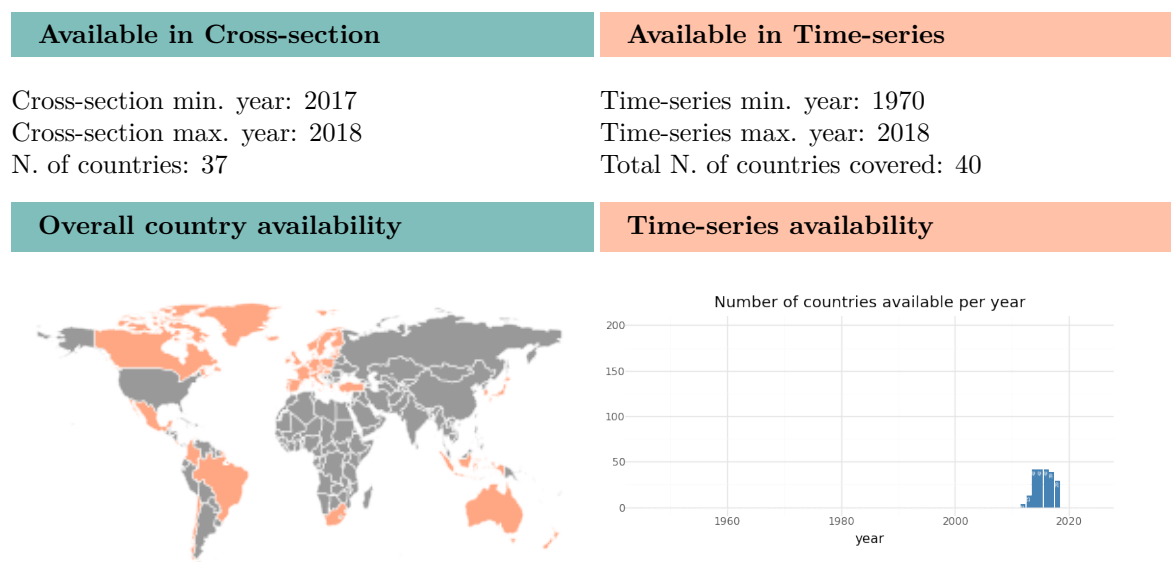 Available in Cross-section
Cross-section min. year: 2017
Cross-section max. year: 2018
N. of countries: 37
Available in Time-series
Time-series min. year: 1970
Time-series max. year: 2018
Total N. of countries covered: 40
Overall country availability
Time-series availability
Number of countries available per year
200
150
100
50
0
1960 1980 2000 2020
year